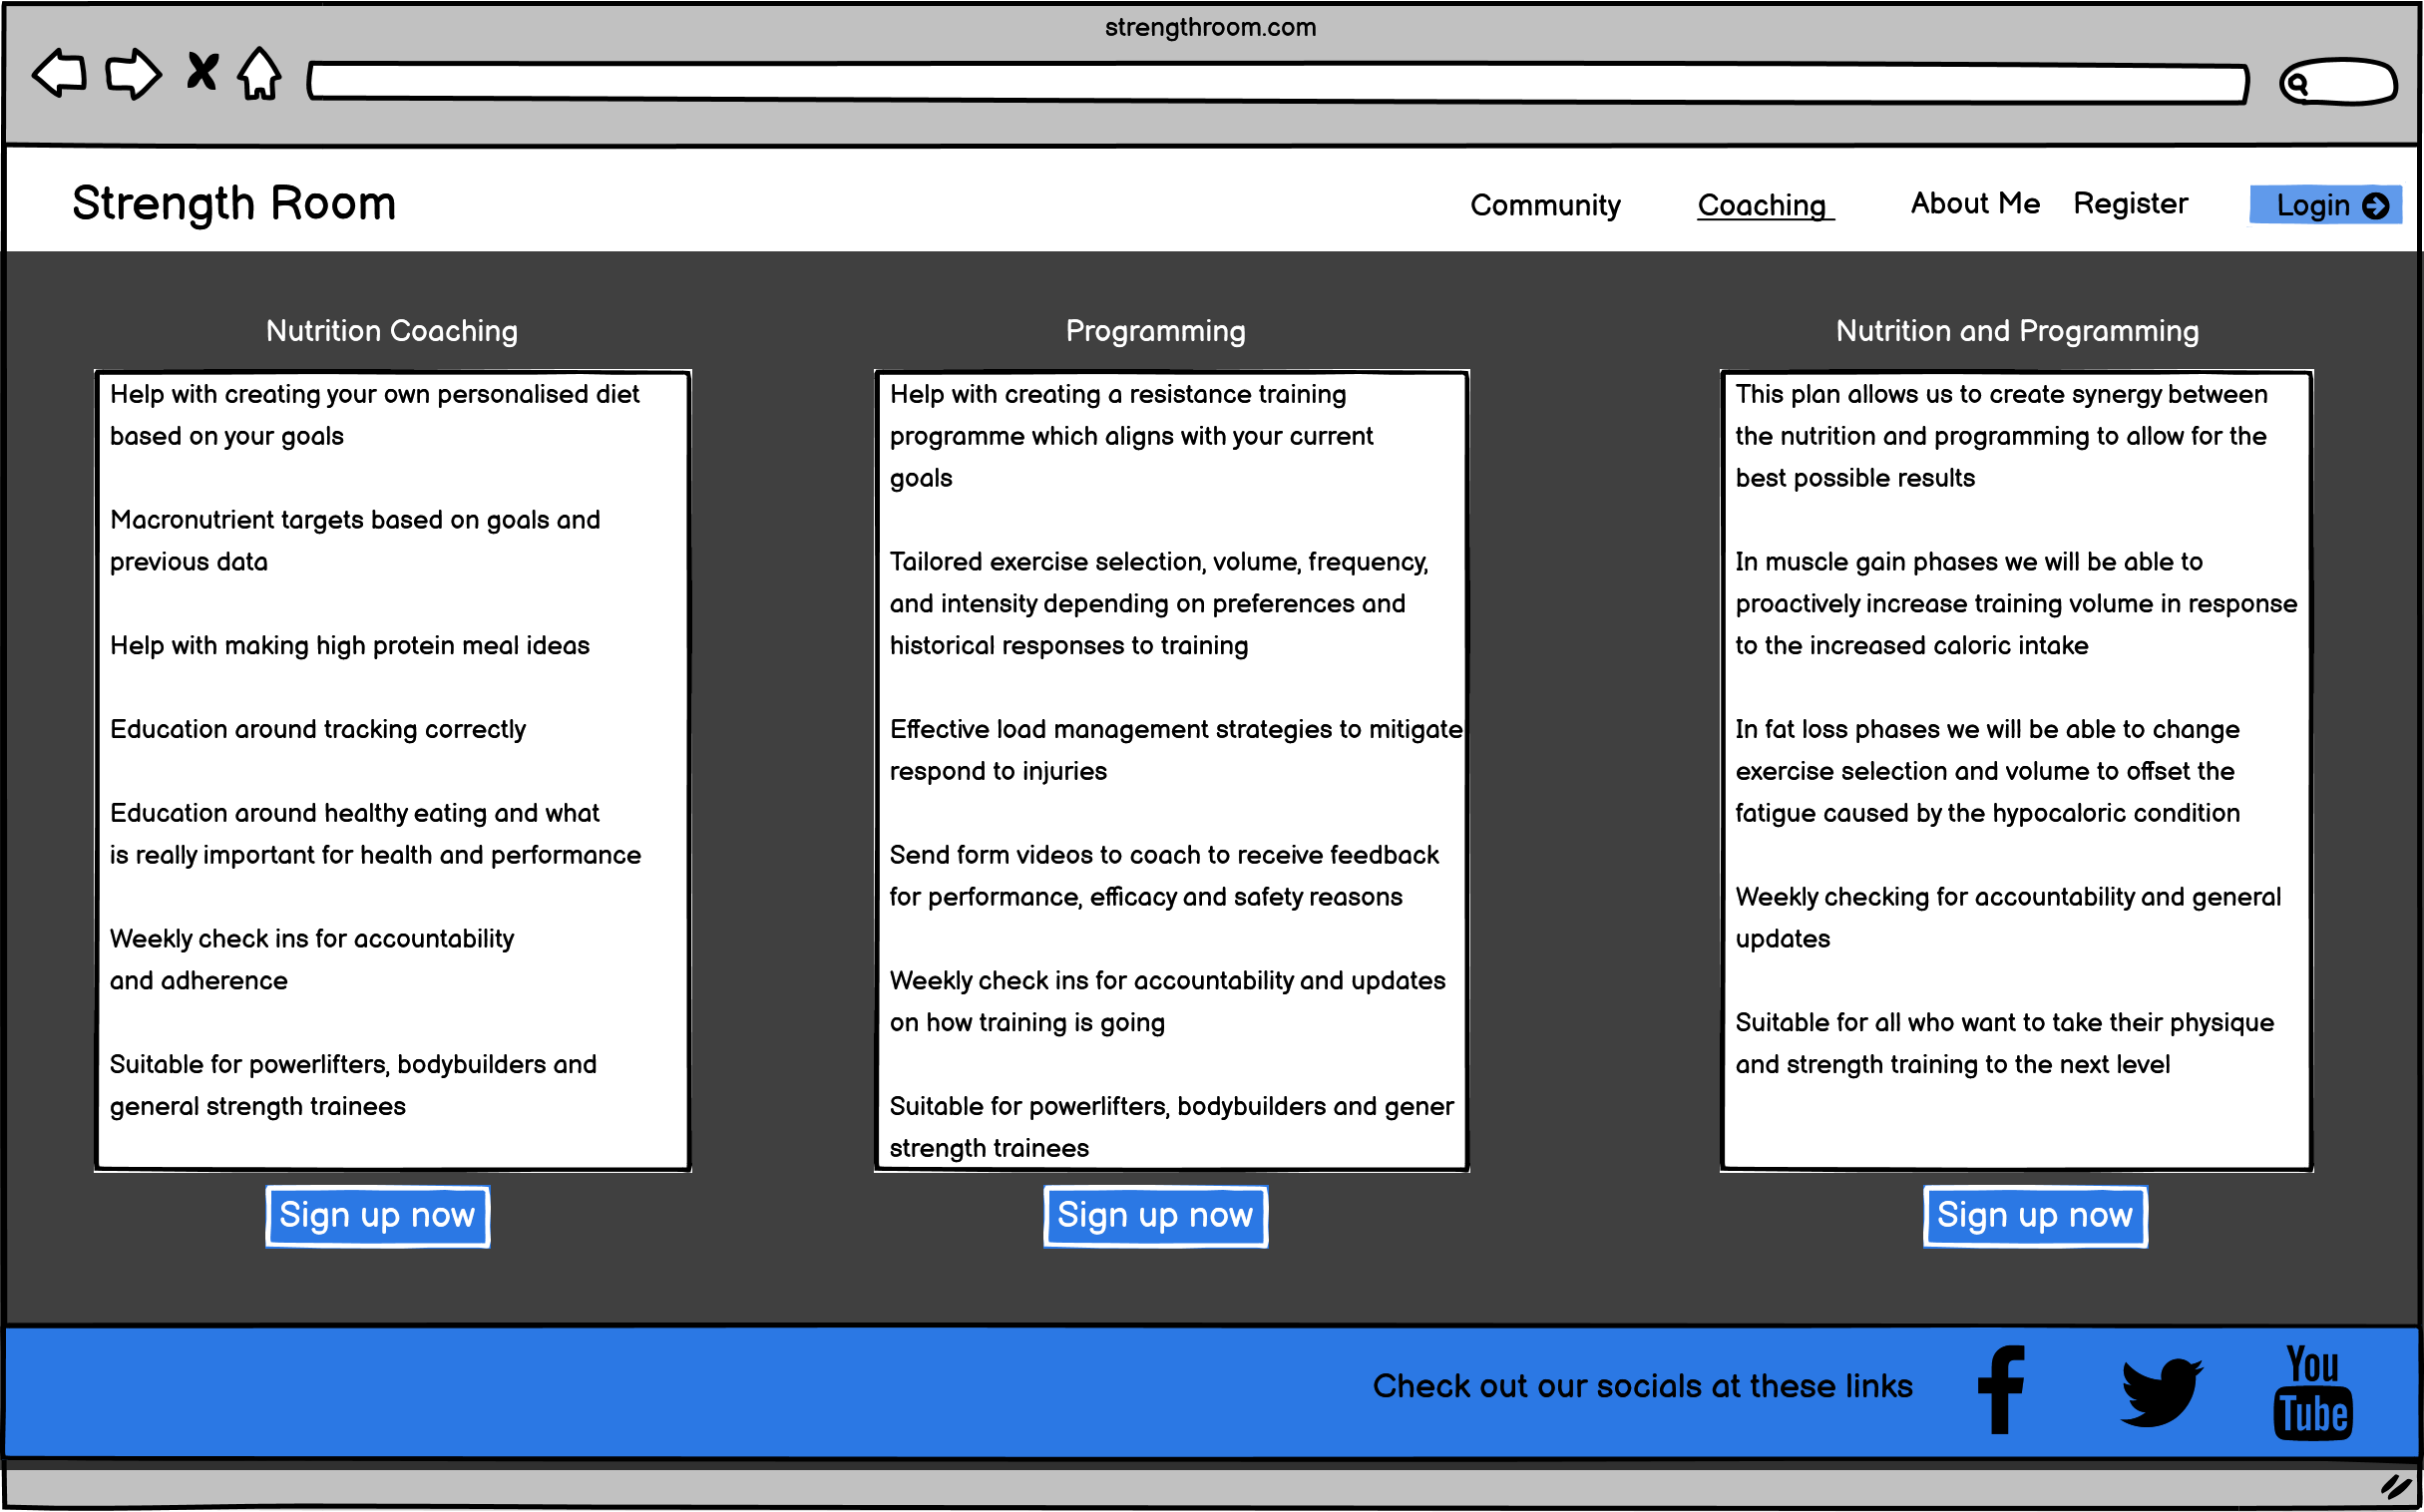 strengthroom.com
Strength Room
Community
Coaching
About Me
Register
Login
Nutrition Coaching
Help with creating your own personalised diet
based on your goals
Macronutrient targets based on goals and
previous data
Help with making high protein meal ideas
Education around tracking correctly
Education around healthy eating and what
is really important for health and performance
Weekly check ins for accountability
and adherence
Suitable for powerlifters, bodybuilders and
general strength trainees
Sign up now
Programming
Help with creating a resistance training
programme which aligns with your current
goals
Tailored exercise selection, volume, frequency,
and intensity depending on preferences and
historical responses to training
Effective load management strategies to mitigate
respond to injuries
Send form videos to coach to receive feedback
for performance, efficacy and safety reasons
Weekly check ins for accountability and updates
on how training is going
Suitable for powerlifters, bodybuilders and gener
strength trainees
Sign up now
Nutrition and Programming
This plan allows us to create synergy between
the nutrition and programming to allow for the
best possible results
In muscle gain phases we will be able to
proactively increase training volume in response
to the increased caloric intake
In fat loss phases we will be able to change
exercise selection and volume to offset the
fatigue caused by the hypocaloric condition
Weekly checking for accountability and general
updates
Suitable for all who want to take their physique
and strength training to the next level
Sign up now
Check out our socials at these links
You
Tube